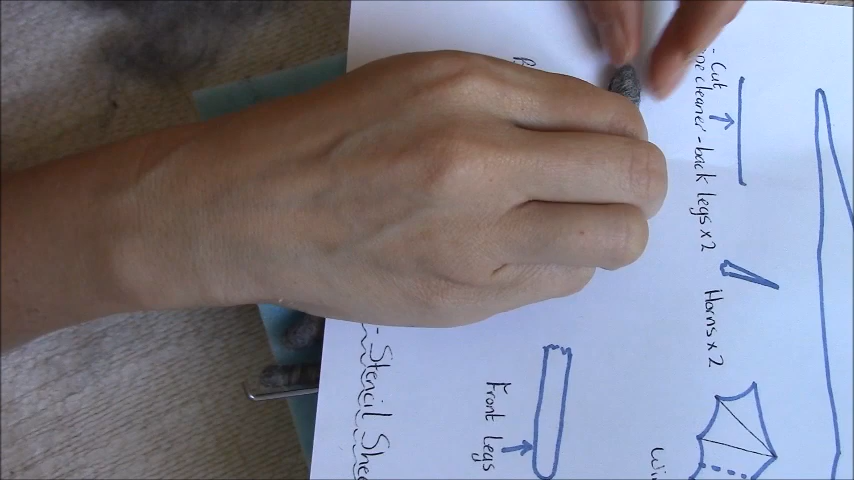 - Cut
pipe cleaner - back legs x 2
Horns x 2
Front legs
- Stencil Shee